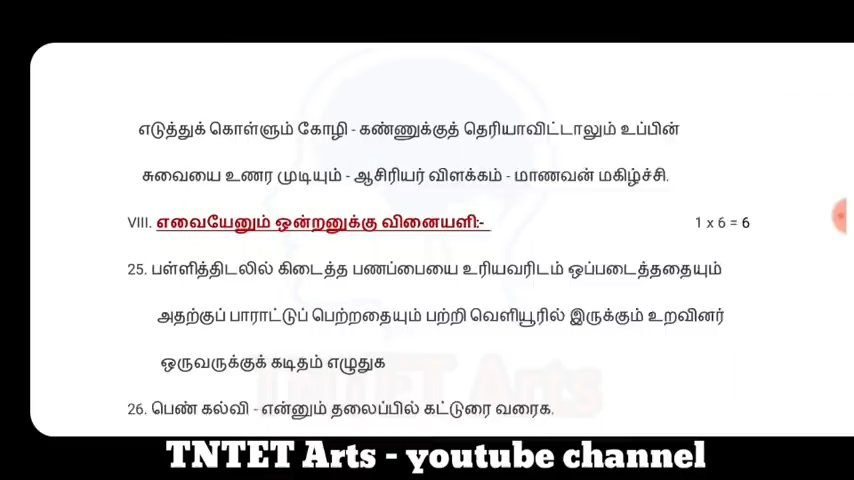 எடுத்துக் கொள்ளும் கோழி - கண்ணுக்குத் தெரியாவிட்டாலும் உப்பின்
சுவையை உணர முடியும் - ஆசிரியர் விளக்கம் - மாணவன் மகிழ்ச்சி.
VIII. எவையேனும் ஒன்றனுக்கு வினையளி:- 1 x 6 = 6
25. பள்ளித்திடலில் கிடைத்த பணப்பையை உரியவரிடம் ஒப்படைத்ததையும்
அதற்குப் பாராட்டுப் பெற்றதையும் பற்றி வெளியூரில் இருக்கும் உறவினர்
ஒருவருக்குக் கடிதம் எழுதுக
26. பெண் கல்வி - என்னும் தலைப்பில் கட்டுரை வரைக.
TNTET Arts
TNTET Arts - youtube channel